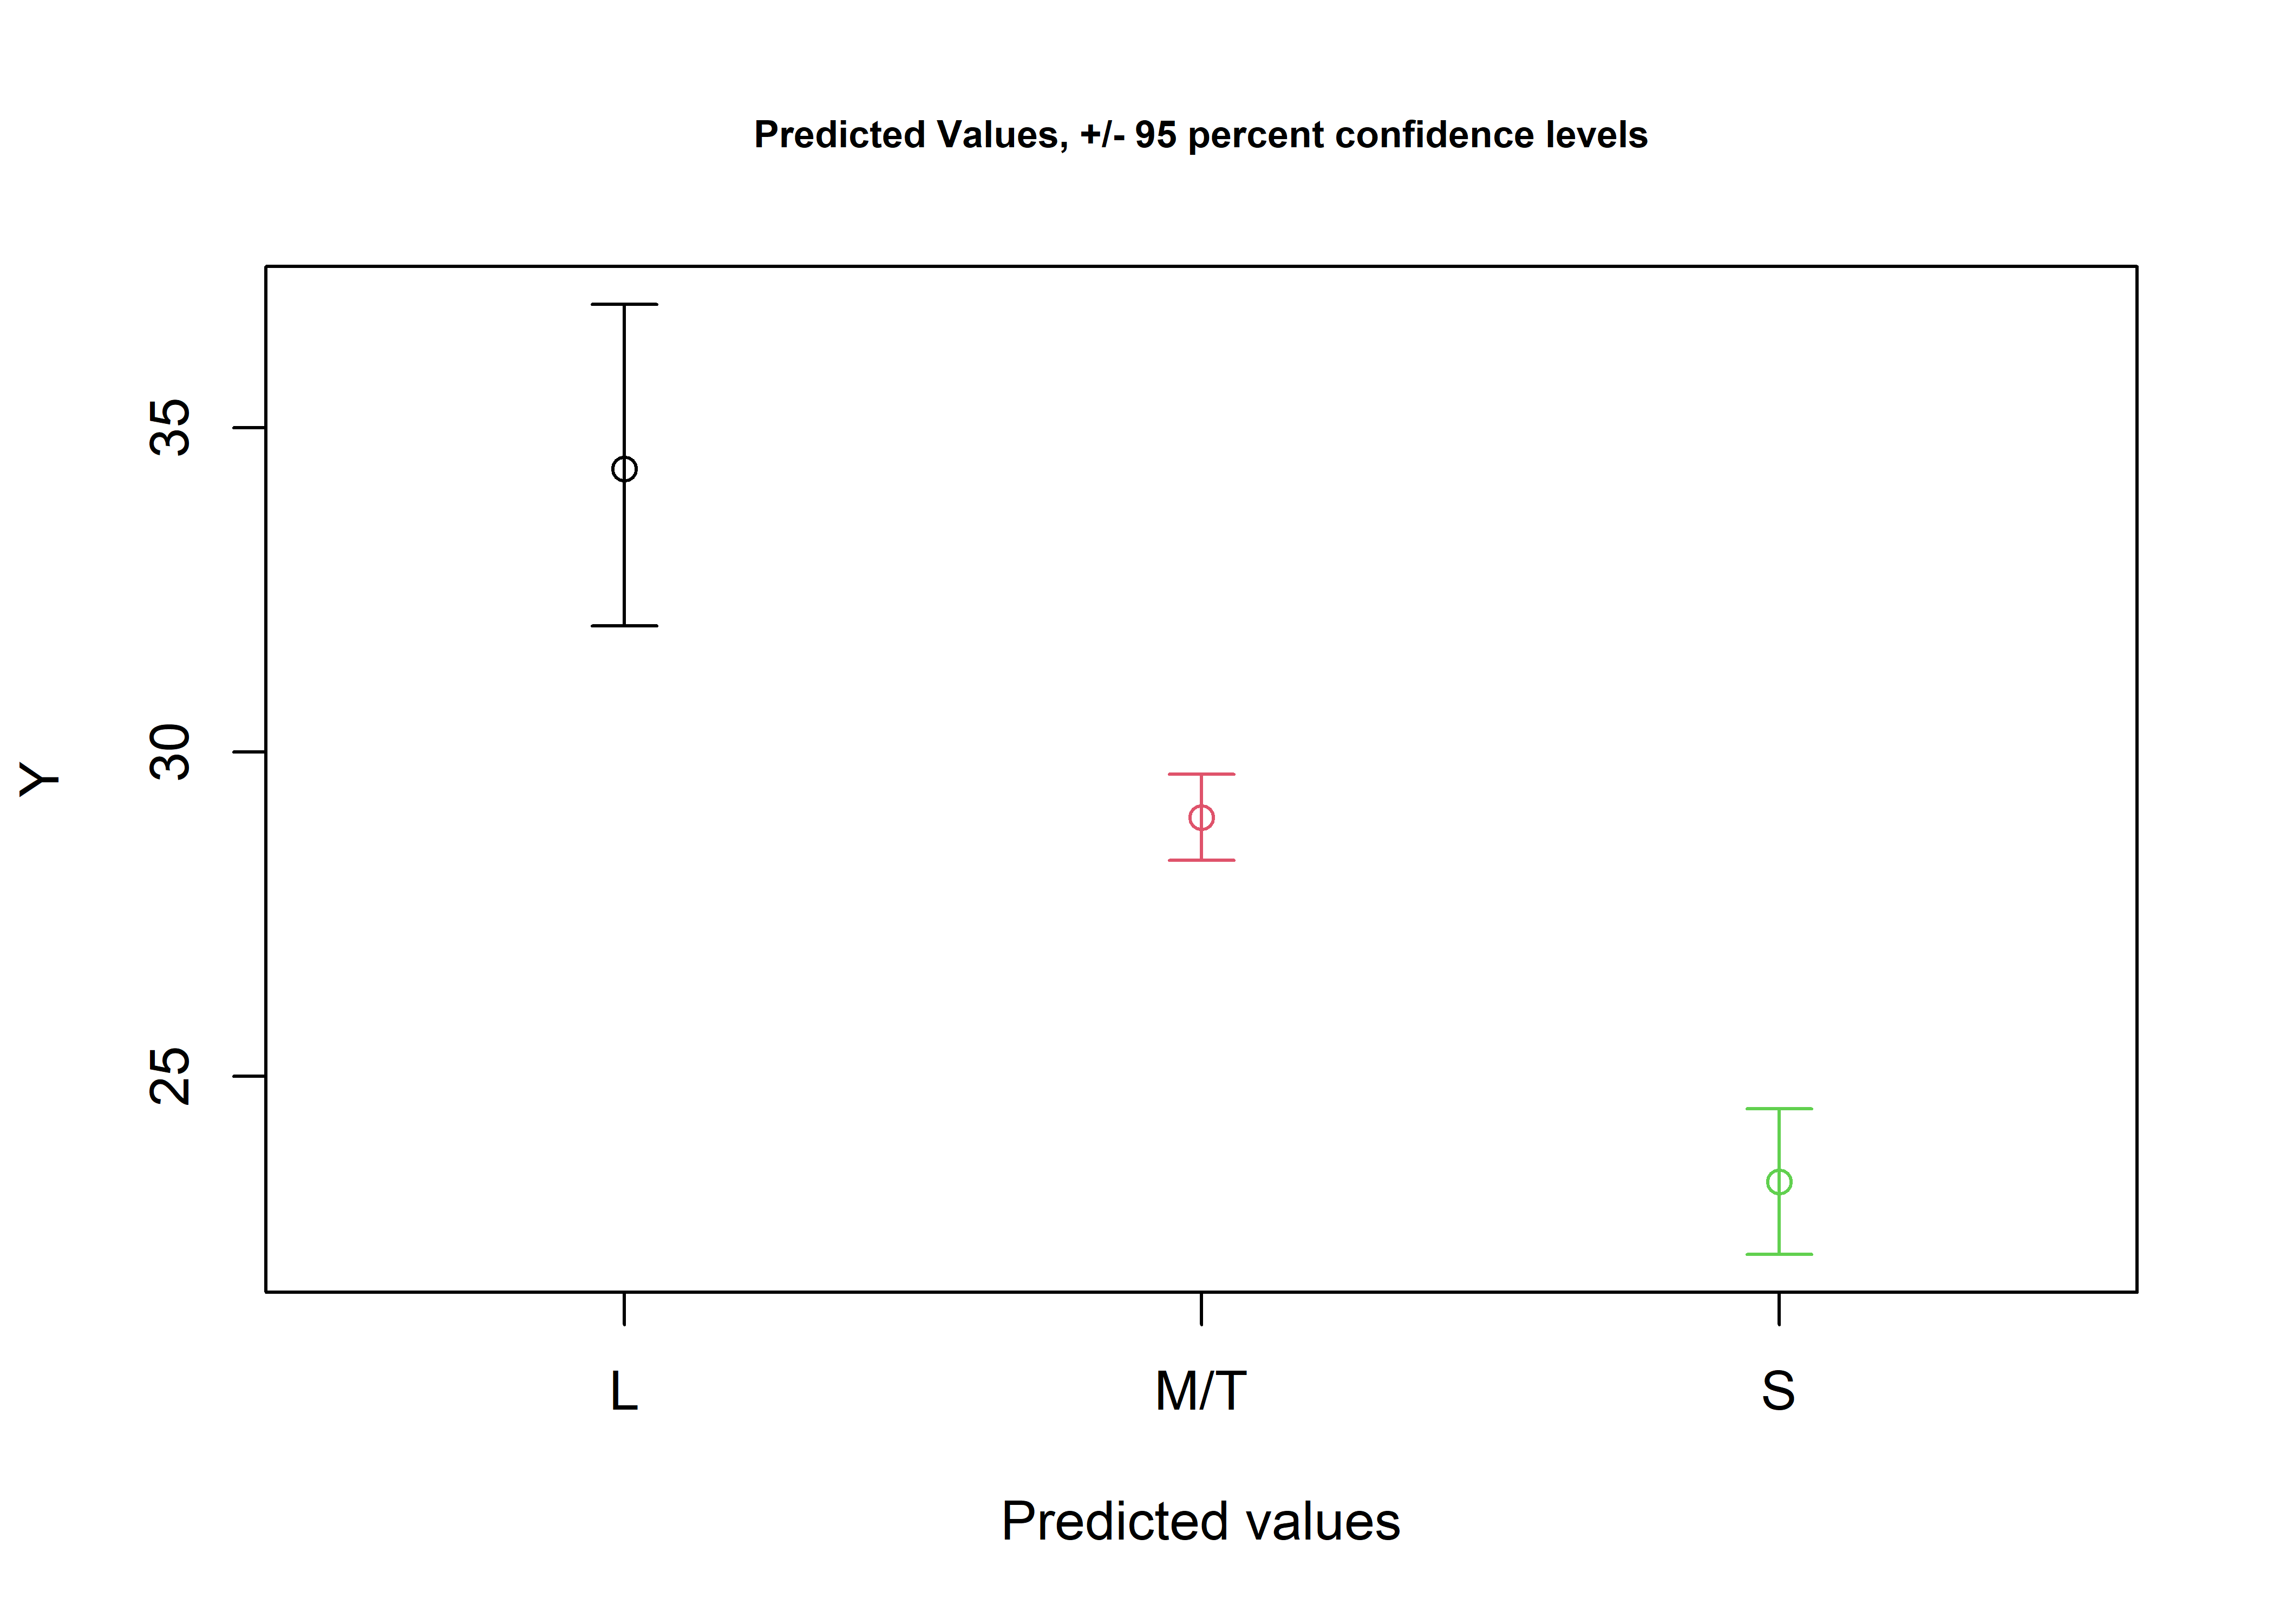 Predicted Values, +/- 95 percent confidence levels
35
30
25
Y
L M/T S
Predicted values